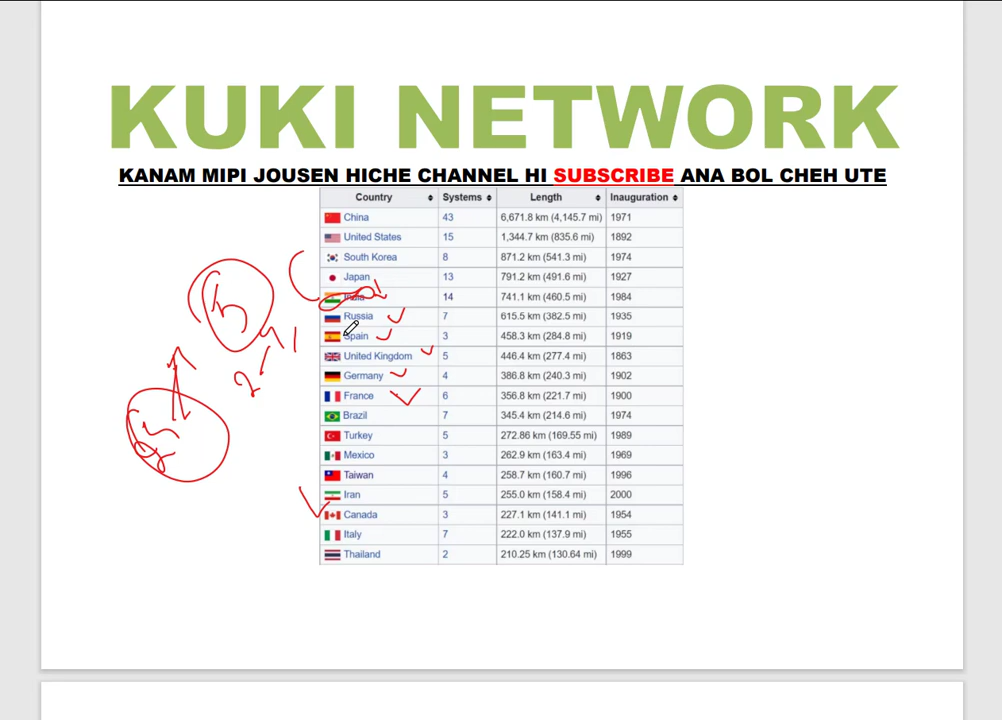 KUKI NETWORK
KANAM MIPI JOUSEN HICHE CHANNEL HI SUBSCRIBE ANA BOL CHEH UTE
Country Systems Length Inauguration
China 43 6,671.8 km (4,145.7 mi) 1971
United States 15 1,344.7 km (835.6 mi) 1892
South Korea 8 871.2 km (541.3 mi) 1974
Japan 13 791.2 km (491.6 mi) 1927
India 14 741.1 km (460.5 mi) 1984
Russia 7 615.5 km (382.5 mi) 1935
Spain 3 458.3 km (284.8 mi) 1919
United Kingdom 5 446.4 km (277.4 mi) 1863
Germany 4 386.8 km (240.3 mi) 1902
France 6 356.8 km (221.7 mi) 1900
Brazil 7 345.4 km (214.6 mi) 1974
Turkey 5 272.86 km (169.55 mi) 1989
Mexico 3 262.9 km (163.4 mi) 1969
Taiwan 4 258.7 km (160.7 mi) 1996
Iran 5 255.0 km (158.4 mi) 2000
Canada 3 227.1 km (141.1 mi) 1954
Italy 7 222.0 km (137.9 mi) 1955
Thailand 2 210.25 km (130.64 mi) 1999